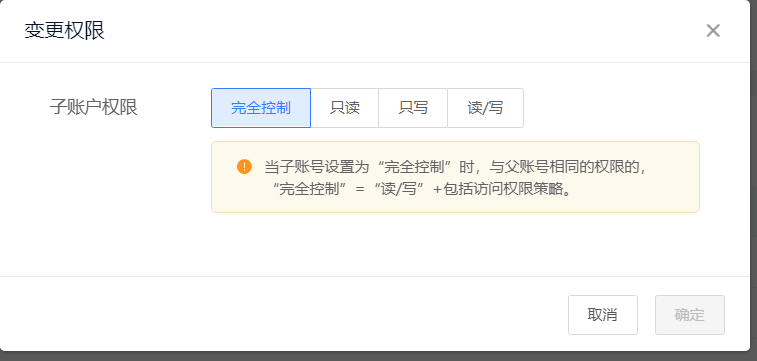 变更权限
子账户权限
完全控制 只读 只写 读/写
当子账号设置为“完全控制”时，与父账号相同的权限的，
“完全控制”=“读/写”+包括访问权限策略。
取消 确定